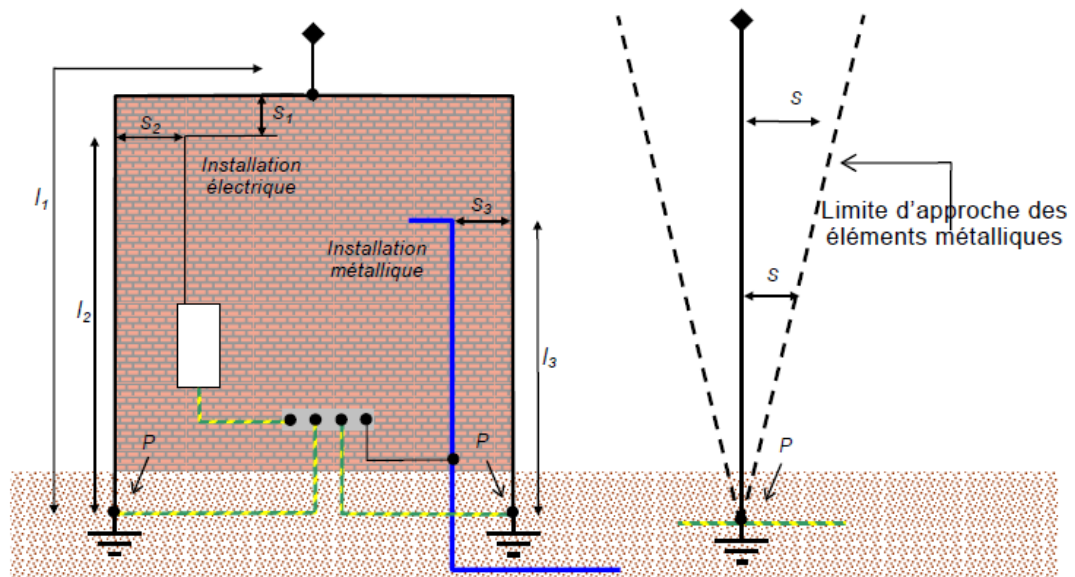 S1
S2
Installation
électrique
l1
S3
Installation
métallique
l2
l3
P
P
S
Limite d'approche des
éléments métalliques
S
P